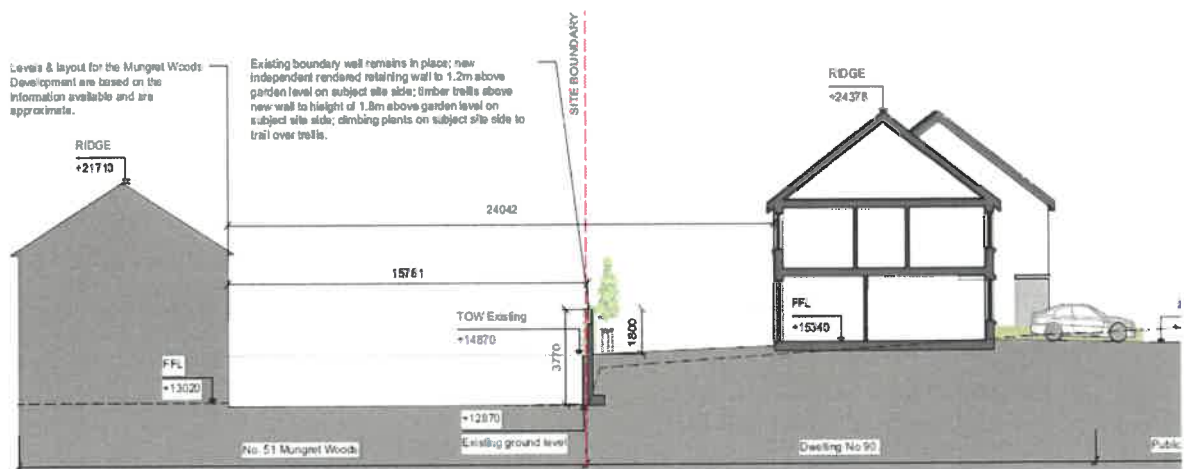 Levels & layout for the Mungret Woods
Development are based on the
information available and are
approximate.
Existing boundary wall remains in place; new
independent rendered retaining wall to 1.2m above
garden level on subject site side; timber trellis above
new wall to hieight of 1.8m above garden level on
subject site side; climbing plants on subject site side to
trail over trellis.
SITE BOUNDARY
RIDGE
+24378
RIDGE
+21713
24042
15761
TOW Existing
+14870
3770
1800
FFL
+15340
FFL
+13020
+12870
Existing ground level
No. 51 Mungret Woods
Dwelling No 90
Public